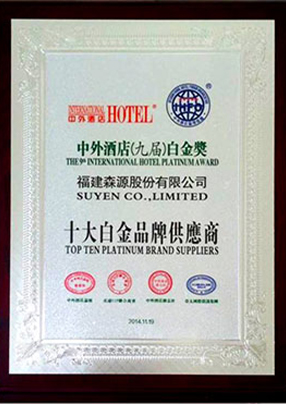 INTERNATIONAL
中外酒店
HOTEL®
中外酒店(九届)白金獎
THE 9th INTERNATIONAL HOTEL PLATINUM AWARD
福建森源股份有限公司
SUYEN CO.,LIMITED
十大白金品牌供應商
TOP TEN PLATINUM BRAND SUPPLIERS
2014.11.19